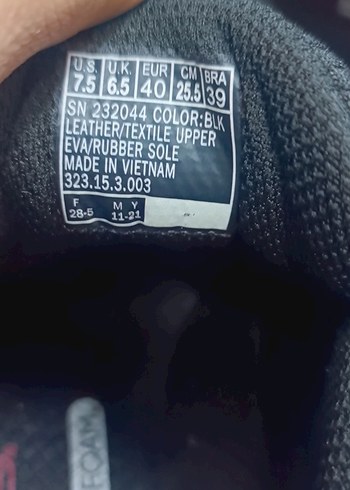 U.S. U.K. EUR CM BRA
7.5 6.5 40 25.5 39
SN 232044 COLOR:BLK
LEATHER/TEXTILE UPPER
EVA/RUBBER SOLE
MADE IN VIETNAM
323.15.3.003
F M Y
28-5 11-21
FOAM